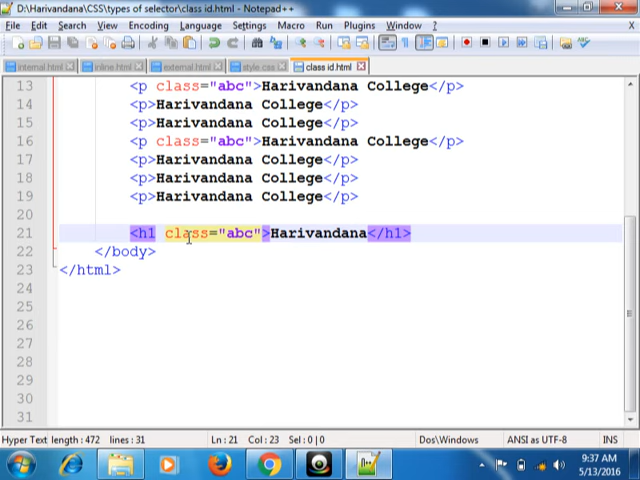 D:\Harivandana\CSS\types of selector\class id.html - Notepad++
File Edit Search View Encoding Language Settings Macro Run Plugins Window ? X
internal.html inline.html external.html style.css class id.html
13 <p class="abc">Harivandana College</p>
14 <p>Harivandana College</p>
15 <p>Harivandana College</p>
16 <p class="abc">Harivandana College</p>
17 <p>Harivandana College</p>
18 <p>Harivandana College</p>
19 <p>Harivandana College</p>
20
21 <h1 class="abc">Harivandana</h1>
22 </body>
23 </html>
24
25
26
27
28
29
30
31
Hyper Text length : 472 lines : 31 Ln : 21 Col : 23 Sel : 0 | 0 Dos\Windows ANSI as UTF-8 INS
9:37 AM
5/13/2016